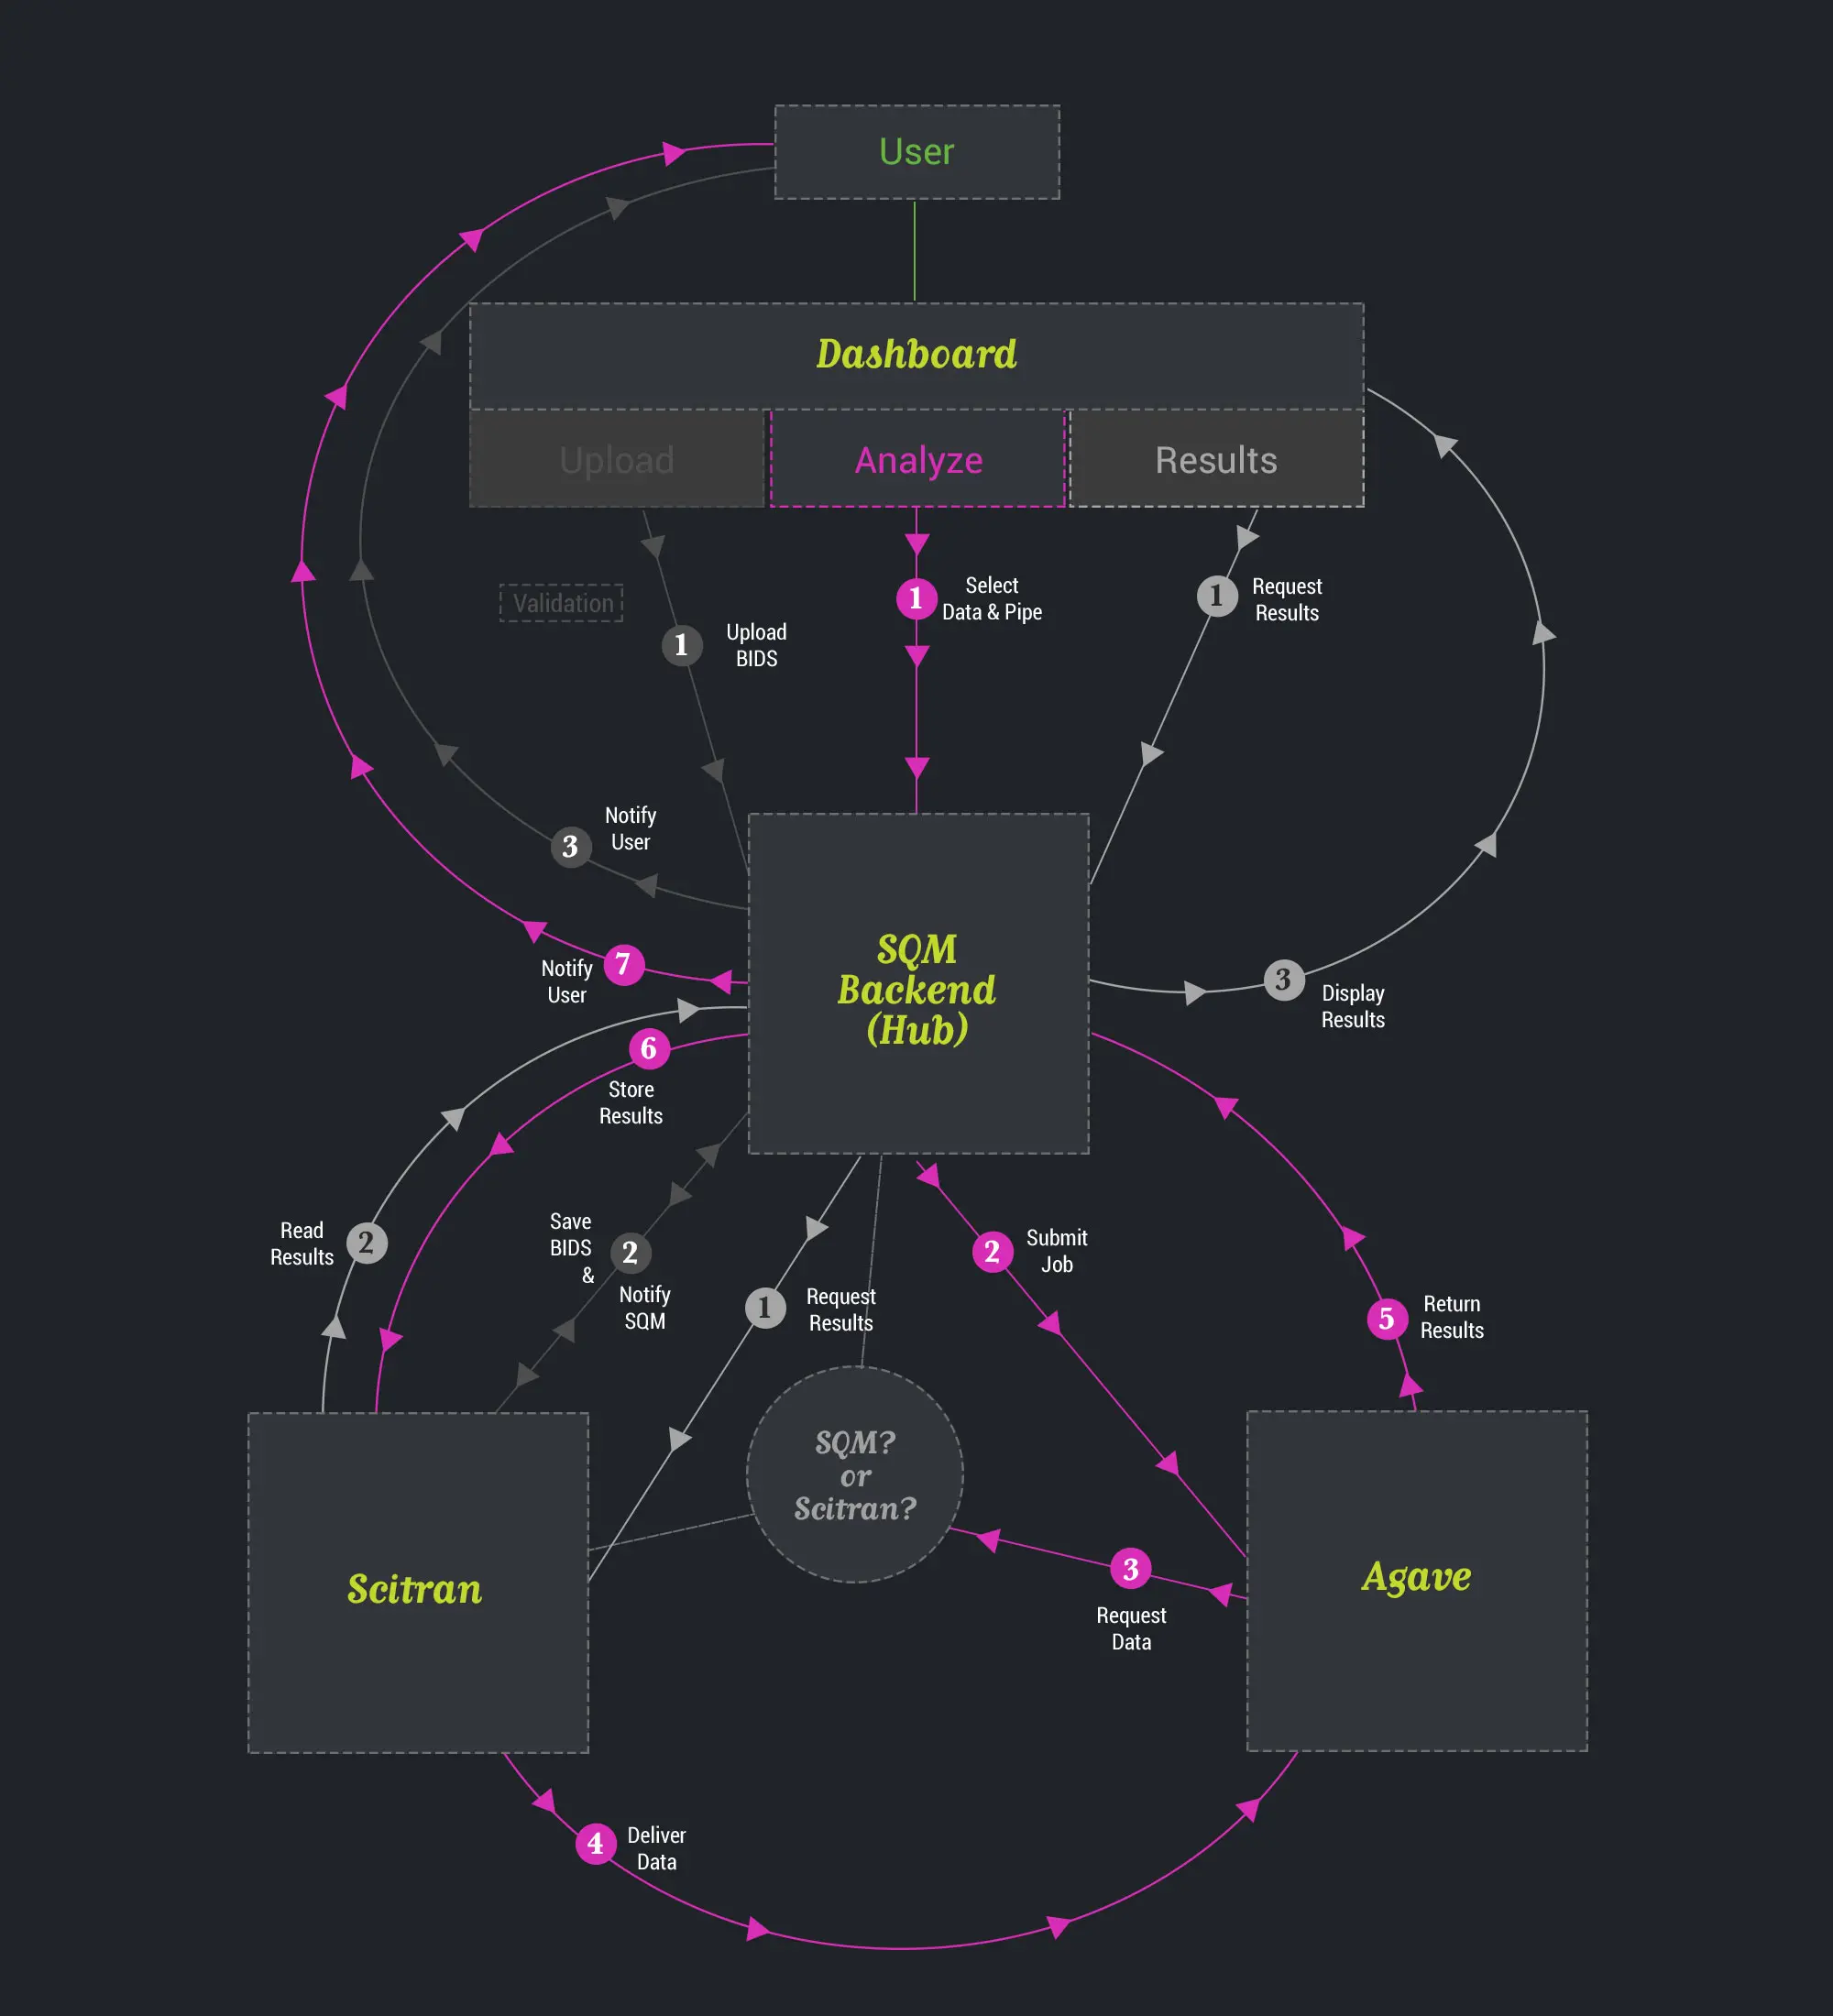 User
Dashboard
Upload
Analyze
Results
Validation
1
Upload
BIDS
1
Select
Data & Pipe
1
Request
Results
3
Notify
User
7
Notify
User
SQM
Backend
(Hub)
3
Display
Results
6
Store
Results
2
Read
Results
2
Save
BIDS
&
Notify
SQM
1
Request
Results
2
Submit
Job
5
Return
Results
SQM?
or
Scitran?
3
Request
Data
Scitran
Agave
4
Deliver
Data